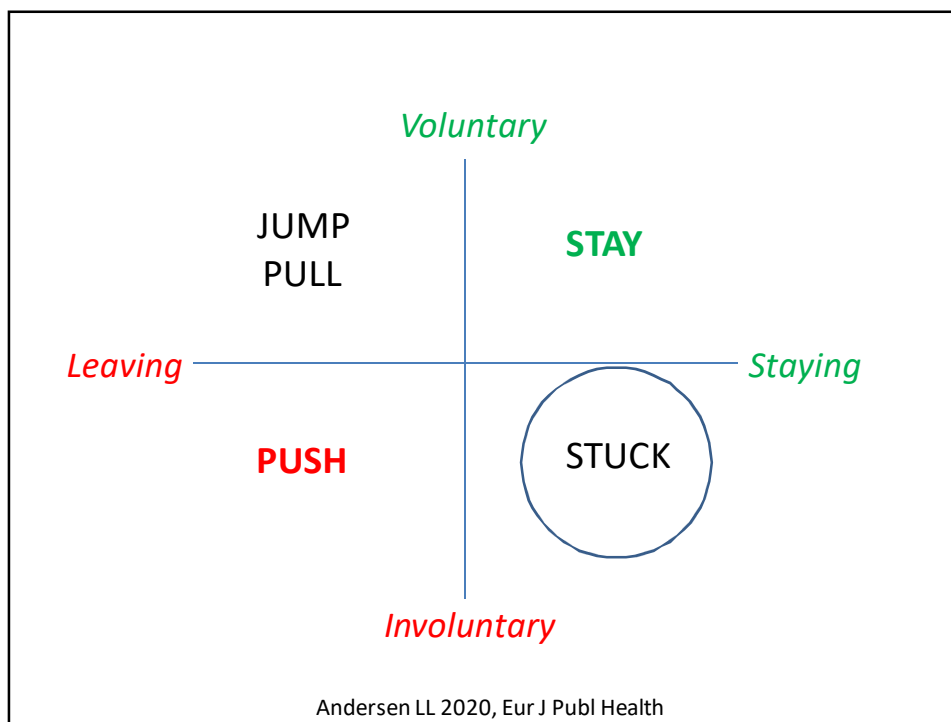 Voluntary
JUMP
PULL
STAY
Leaving
Staying
PUSH
STUCK
Involuntary
Andersen LL 2020, Eur J Publ Health